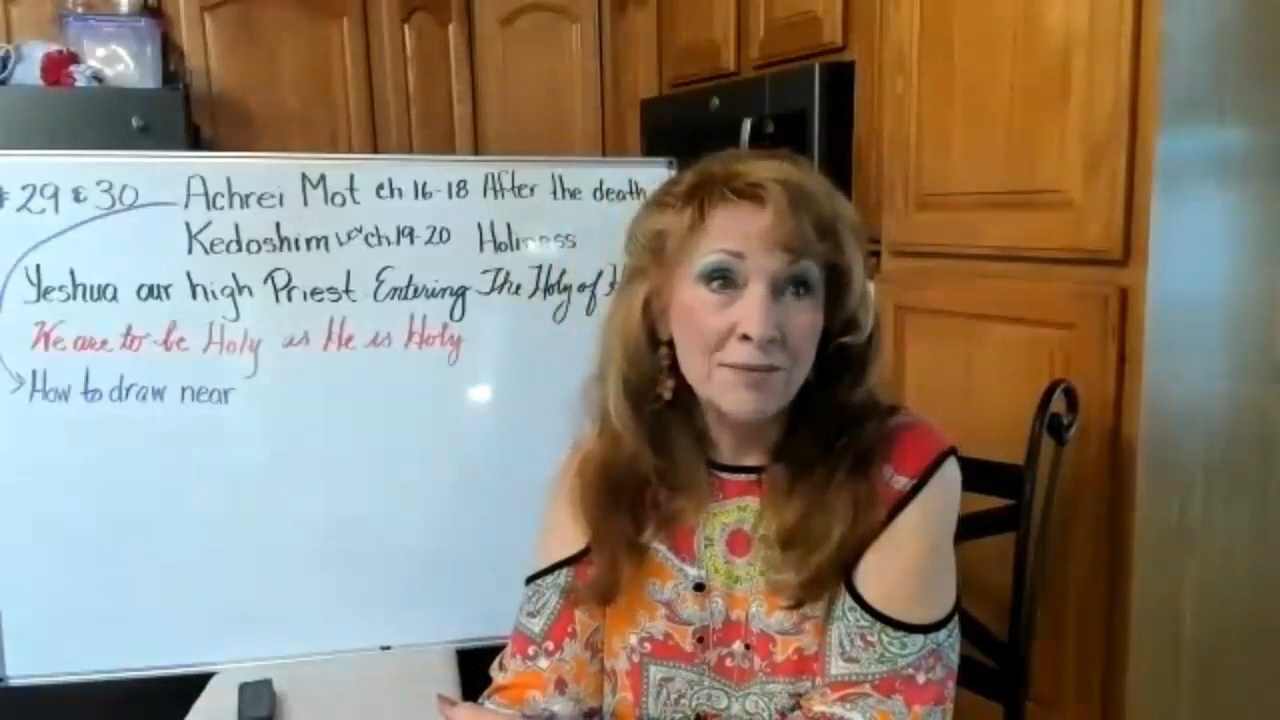 #29 & 30 Achrei Mot ch 16-18 After the death
Kedoshim Lev ch.19-20 Holiness
Yeshua our high Priest Entering The Holy of
We are to be Holy as He is Holy
How to draw near